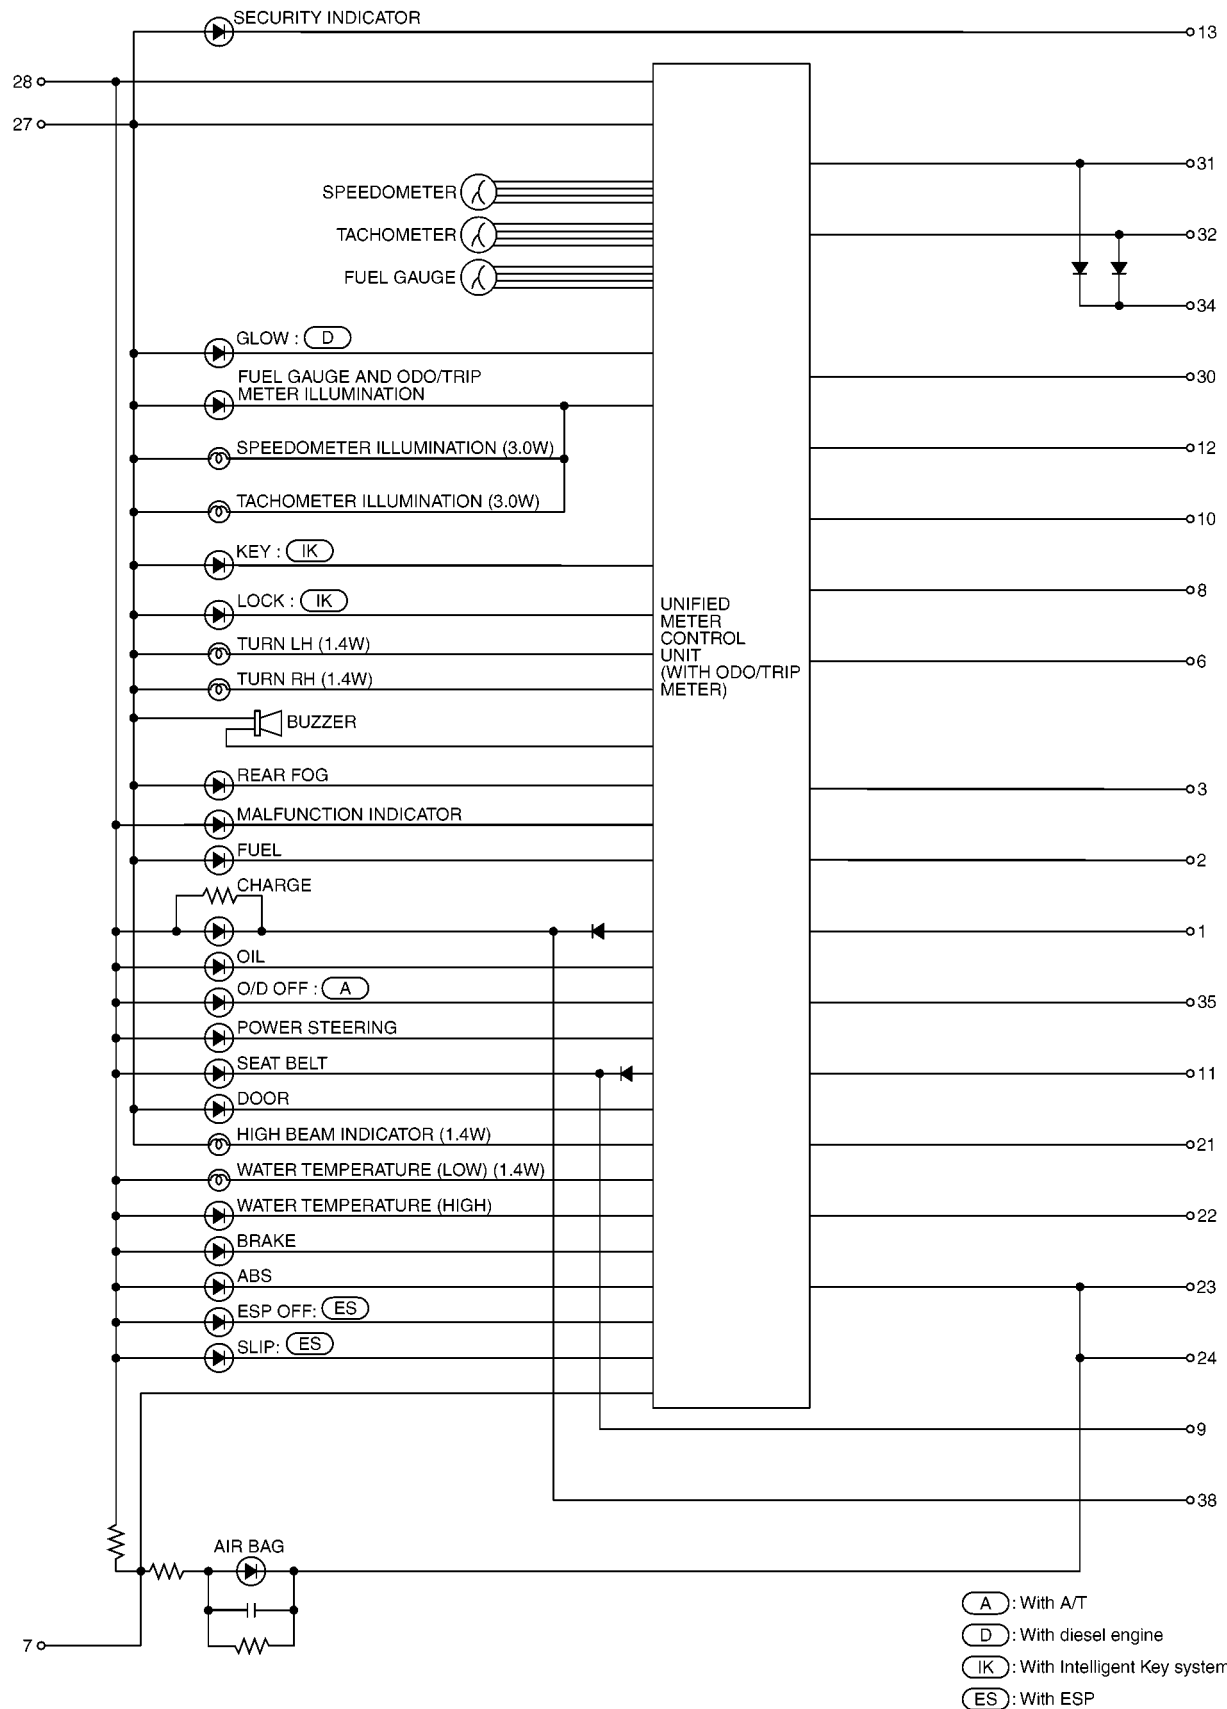 SECURITY INDICATOR
13
28
27
31
SPEEDOMETER
TACHOMETER
32
FUEL GAUGE
34
GLOW : D
FUEL GAUGE AND ODO/TRIP
METER ILLUMINATION
30
SPEEDOMETER ILLUMINATION (3.0W)
12
TACHOMETER ILLUMINATION (3.0W)
10
KEY : IK
LOCK : IK
8
UNIFIED
METER
CONTROL
UNIT
(WITH ODO/TRIP
METER)
TURN LH (1.4W)
6
TURN RH (1.4W)
BUZZER
REAR FOG
3
MALFUNCTION INDICATOR
FUEL
2
CHARGE
1
OIL
O/D OFF : A
35
POWER STEERING
SEAT BELT
11
DOOR
HIGH BEAM INDICATOR (1.4W)
21
WATER TEMPERATURE (LOW) (1.4W)
WATER TEMPERATURE (HIGH)
22
BRAKE
ABS
23
ESP OFF: ES
SLIP: ES
24
9
38
AIR BAG
7
A : With A/T
D : With diesel engine
IK : With Intelligent Key system
ES : With ESP